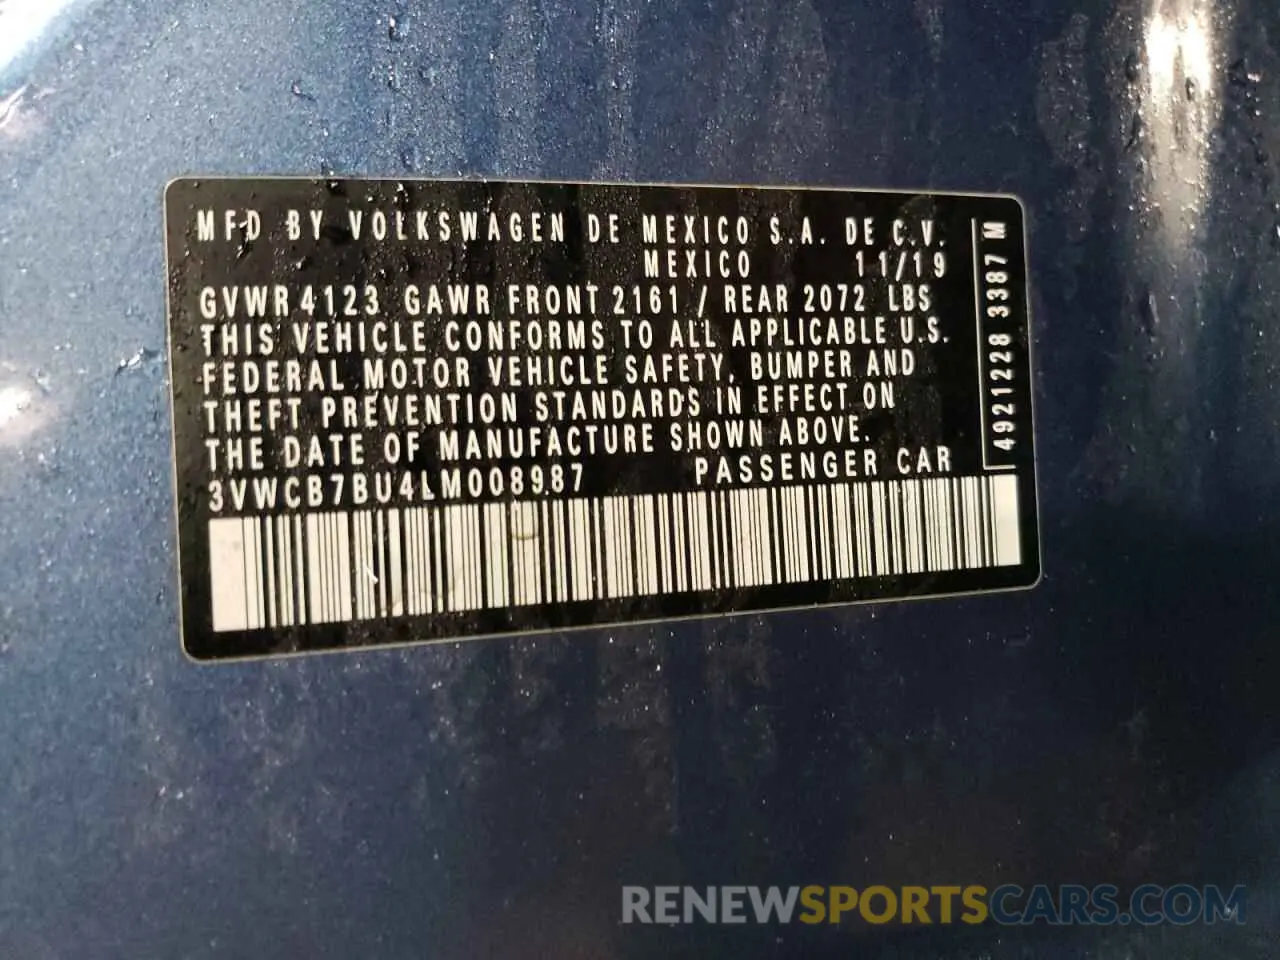 MFD BY VOLKSWAGEN DE MEXICO S.A. DE C.V.
MEXICO 11/19
GVWR 4123 GAWR FRONT 2161 / REAR 2072 LBS
THIS VEHICLE CONFORMS TO ALL APPLICABLE U.S.
FEDERAL MOTOR VEHICLE SAFETY, BUMPER AND
THEFT PREVENTION STANDARDS IN EFFECT ON
THE DATE OF MANUFACTURE SHOWN ABOVE.
3VWCB7BU4LM008987 PASSENGER CAR
4921228 3387 M
RENEWSPORTSCARS.COM